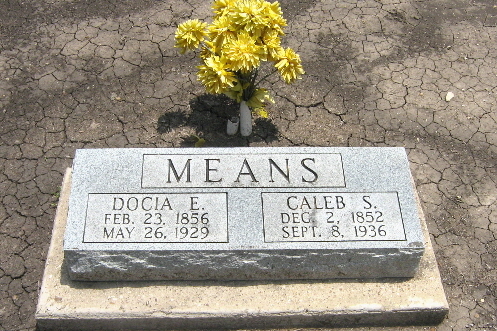 MEANS
DOCIA E.
FEB. 23, 1856
MAY 26, 1929
CALEB S.
DEC. 2, 1852
SEPT. 8, 1936